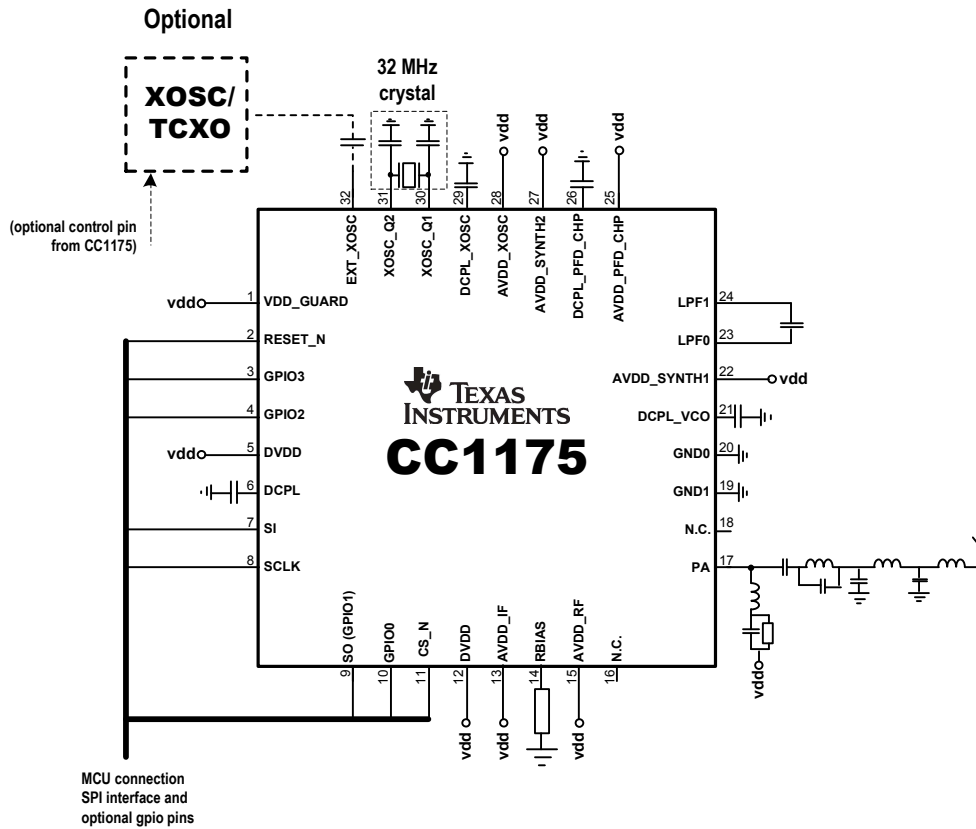 Optional
XOSC/
TCXO
32 MHz
crystal
(optional control pin
from CC1175)
vdd
vdd
vdd
32
31
30
29
28
27
26
25
EXT_XOSC
XOSC_Q2
XOSC_Q1
DCPL_XOSC
AVDD_XOSC
AVDD_SYNTH2
DCPL_PFD_CHP
AVDD_PFD_CHP
vdd 1 VDD_GUARD
2 RESET_N
3 GPIO3
4 GPIO2
vdd 5 DVDD
6 DCPL
7 SI
8 SCLK
LPF1 24
LPF0 23
AVDD_SYNTH1 22 vdd
DCPL_VCO 21
GND0 20
GND1 19
N.C. 18
PA 17
vdd
TEXAS
INSTRUMENTS
CC1175
SO (GPIO1)
GPIO0
CS_N
DVDD
AVDD_IF
RBIAS
AVDD_RF
N.C.
9
10
11
12
13
14
15
16
vdd
vdd
vdd
MCU connection
SPI interface and
optional gpio pins